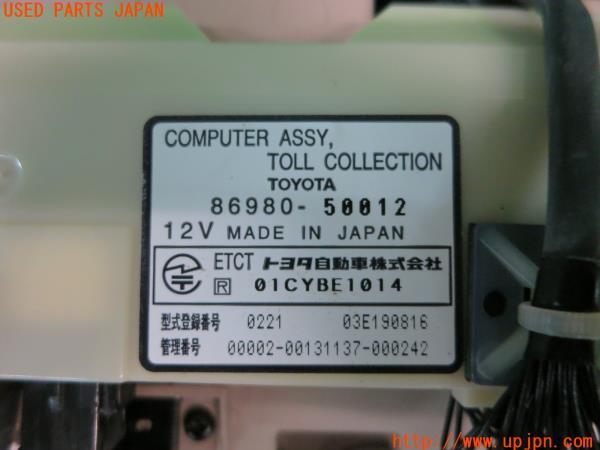 USED PARTS JAPAN
COMPUTER ASSY,
TOLL COLLECTION
TOYOTA
86980-50012
12V MADE IN JAPAN
ETCT トヨタ自動車株式会社
R 01CYBE1014
型式登録番号 0221 03E190816
管理番号 00002-00131137-000242
http://www.upjpn.com/